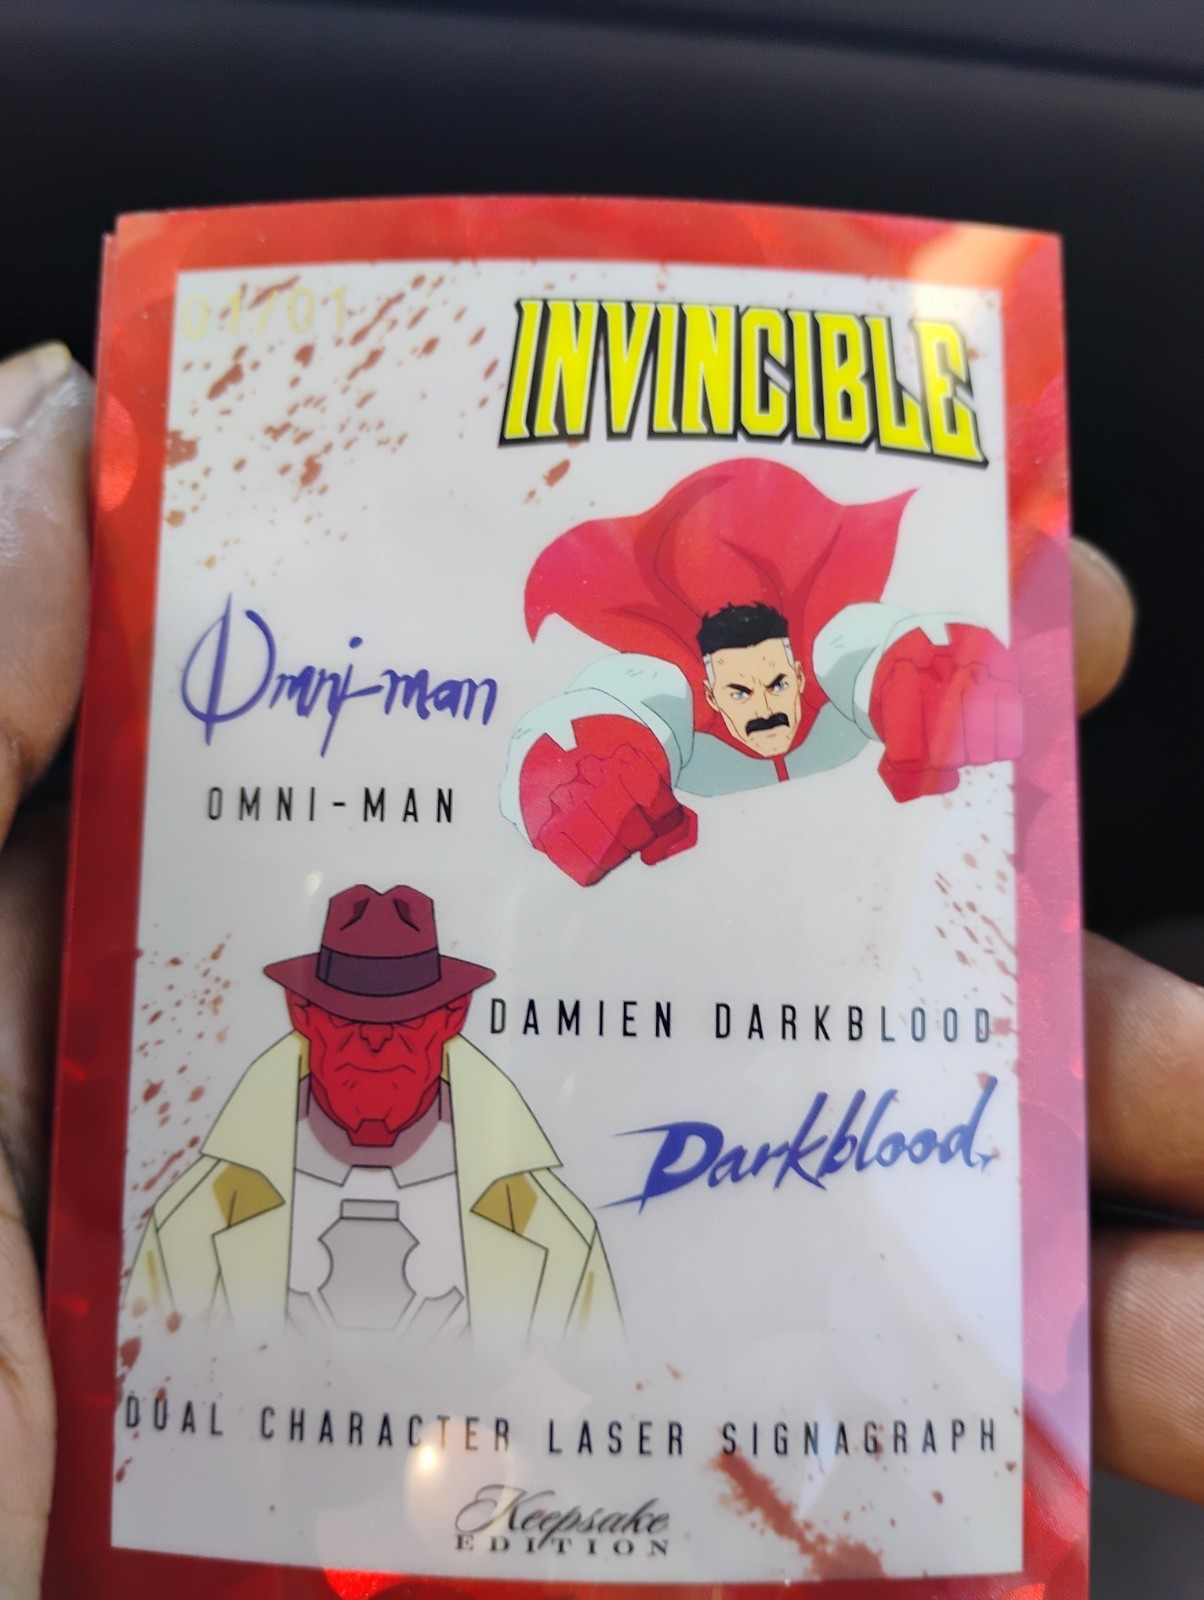 01/01
INVINCIBLE
Omni-man
OMNI-MAN
DAMIEN DARKBLOOD
Darkblood
DUAL CHARACTER LASER SIGNAGRAPH
Keepsake
EDITION